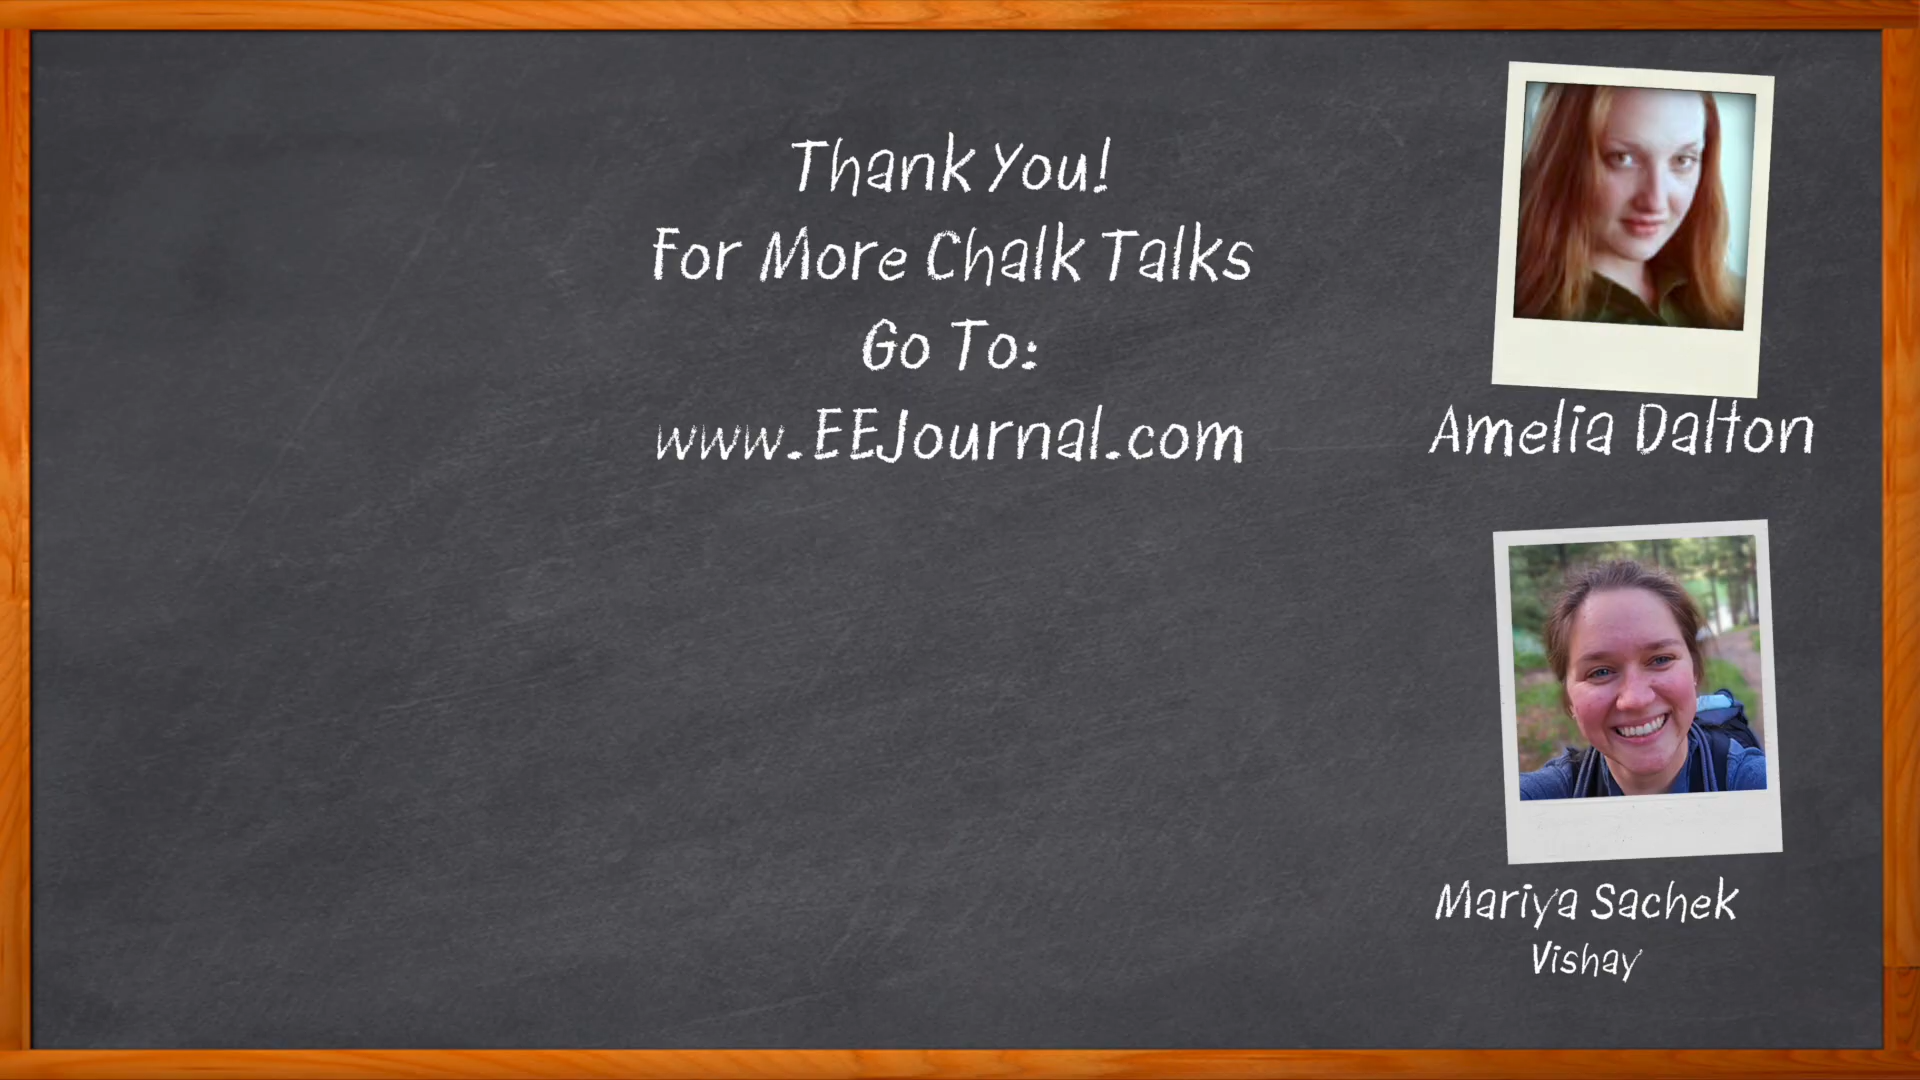 Thank You!
For More Chalk Talks
Go To:
www.EEJournal.com
Amelia Dalton
Mariya Sachek
Vishay